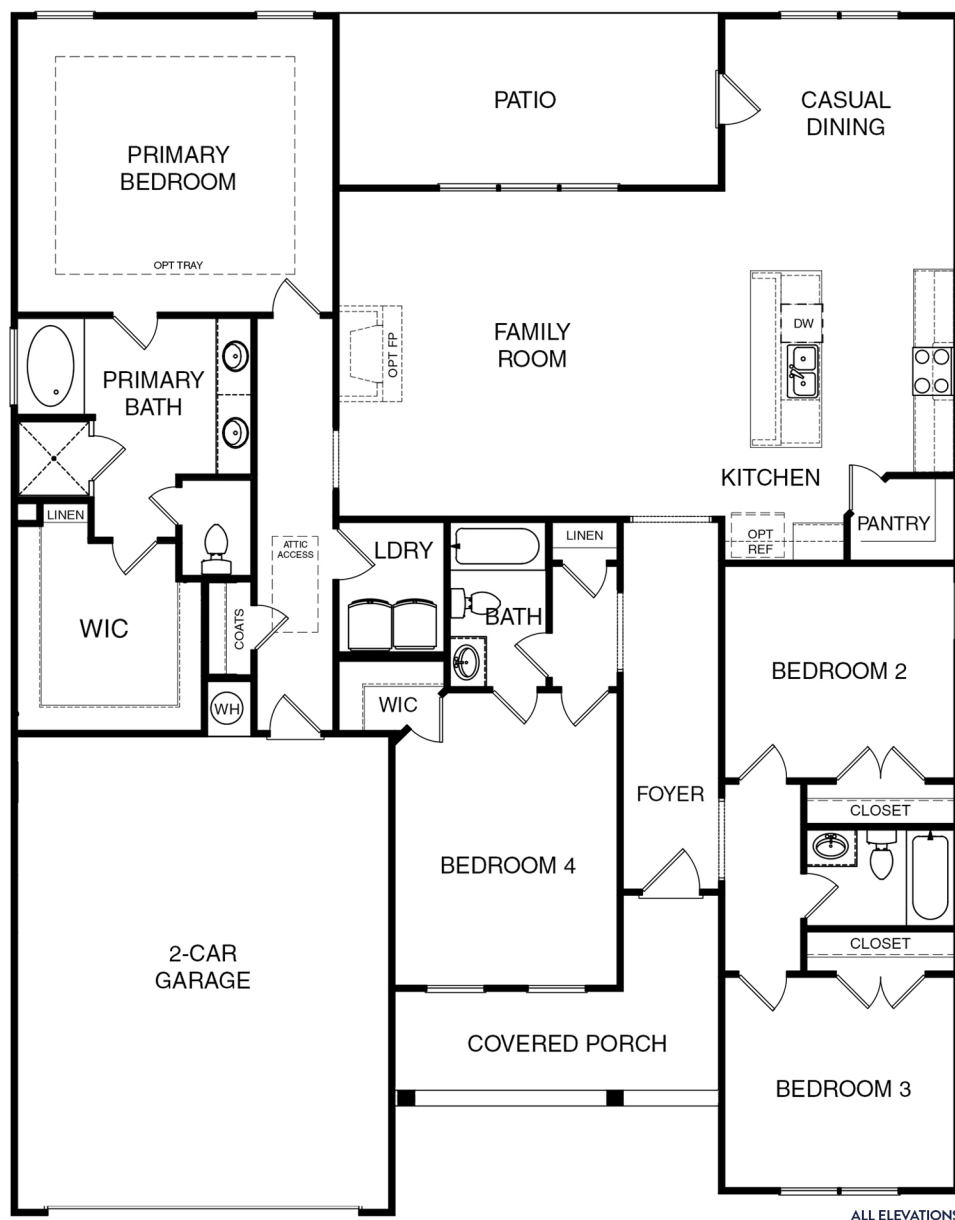 PATIO
CASUAL
DINING
PRIMARY
BEDROOM
OPT TRAY
FAMILY
ROOM
OPT FP
DW
PRIMARY
BATH
KITCHEN
LINEN
PANTRY
OPT
REF
ATTIC
ACCESS
LDRY
LINEN
BATH
WIC
COATS
BEDROOM 2
WIC
WH
FOYER
CLOSET
BEDROOM 4
CLOSET
2-CAR
GARAGE
COVERED PORCH
BEDROOM 3
ALL ELEVATIONS